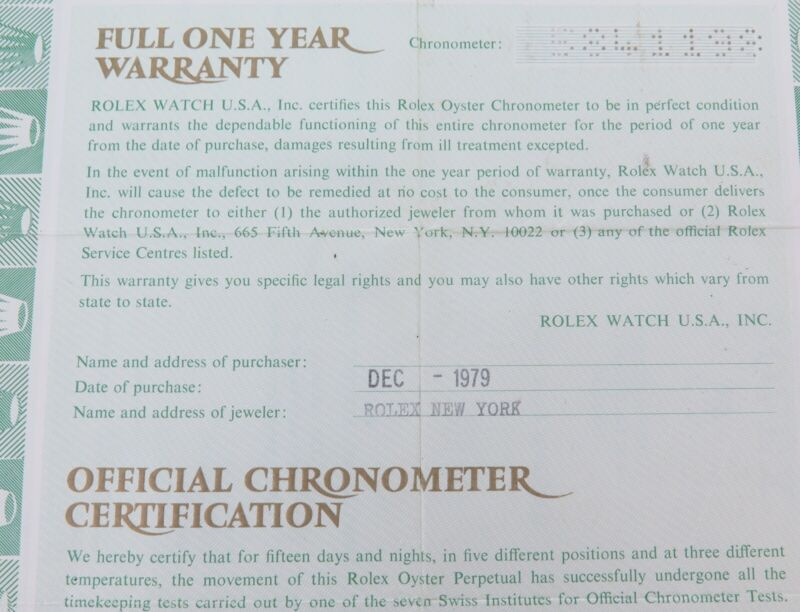 FULL ONE YEAR
WARRANTY
Chronometer:
ROLEX WATCH U.S.A., Inc. certifies this Rolex Oyster Chronometer to be in perfect condition
and warrants the dependable functioning of this entire chronometer for the period of one year
from the date of purchase, damages resulting from ill treatment excepted.
In the event of malfunction arising within the one year period of warranty, Rolex Watch U.S.A.,
Inc. will cause the defect to be remedied at no cost to the consumer, once the consumer delivers
the chronometer to either (1) the authorized jeweler from whom it was purchased or (2) Rolex
Watch U.S.A., Inc., 665 Fifth Avenue, New York, N.Y. 10022 or (3) any of the official Rolex
Service Centres listed.
This warranty gives you specific legal rights and you may also have other rights which vary from
state to state.
ROLEX WATCH U.S.A., INC.
Name and address of purchaser:
Date of purchase: DEC - 1979
Name and address of jeweler: ROLEX NEW YORK
OFFICIAL CHRONOMETER
CERTIFICATION
We hereby certify that for fifteen days and nights, in five different positions and at three different
temperatures, the movement of this Rolex Oyster Perpetual has successfully undergone all the
timekeeping tests carried out by one of the seven Swiss Institutes for Official Chronometer Tests.